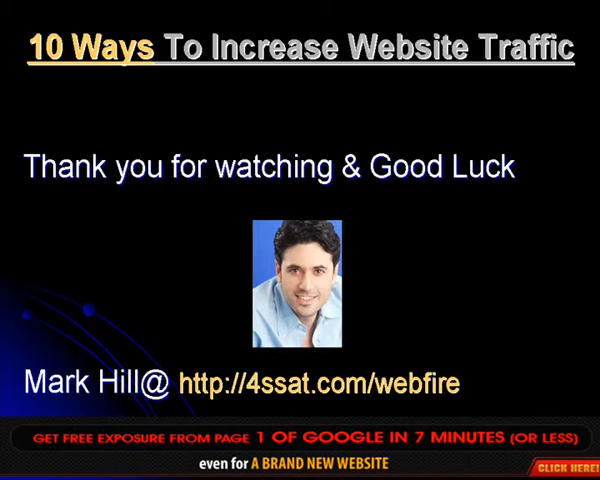 10 Ways To Increase Website Traffic
Thank you for watching & Good Luck
Mark Hill@ http://4ssat.com/webfire
GET FREE EXPOSURE FROM PAGE 1 OF GOOGLE IN 7 MINUTES (OR LESS)
even for A BRAND NEW WEBSITE
CLICK HERE!